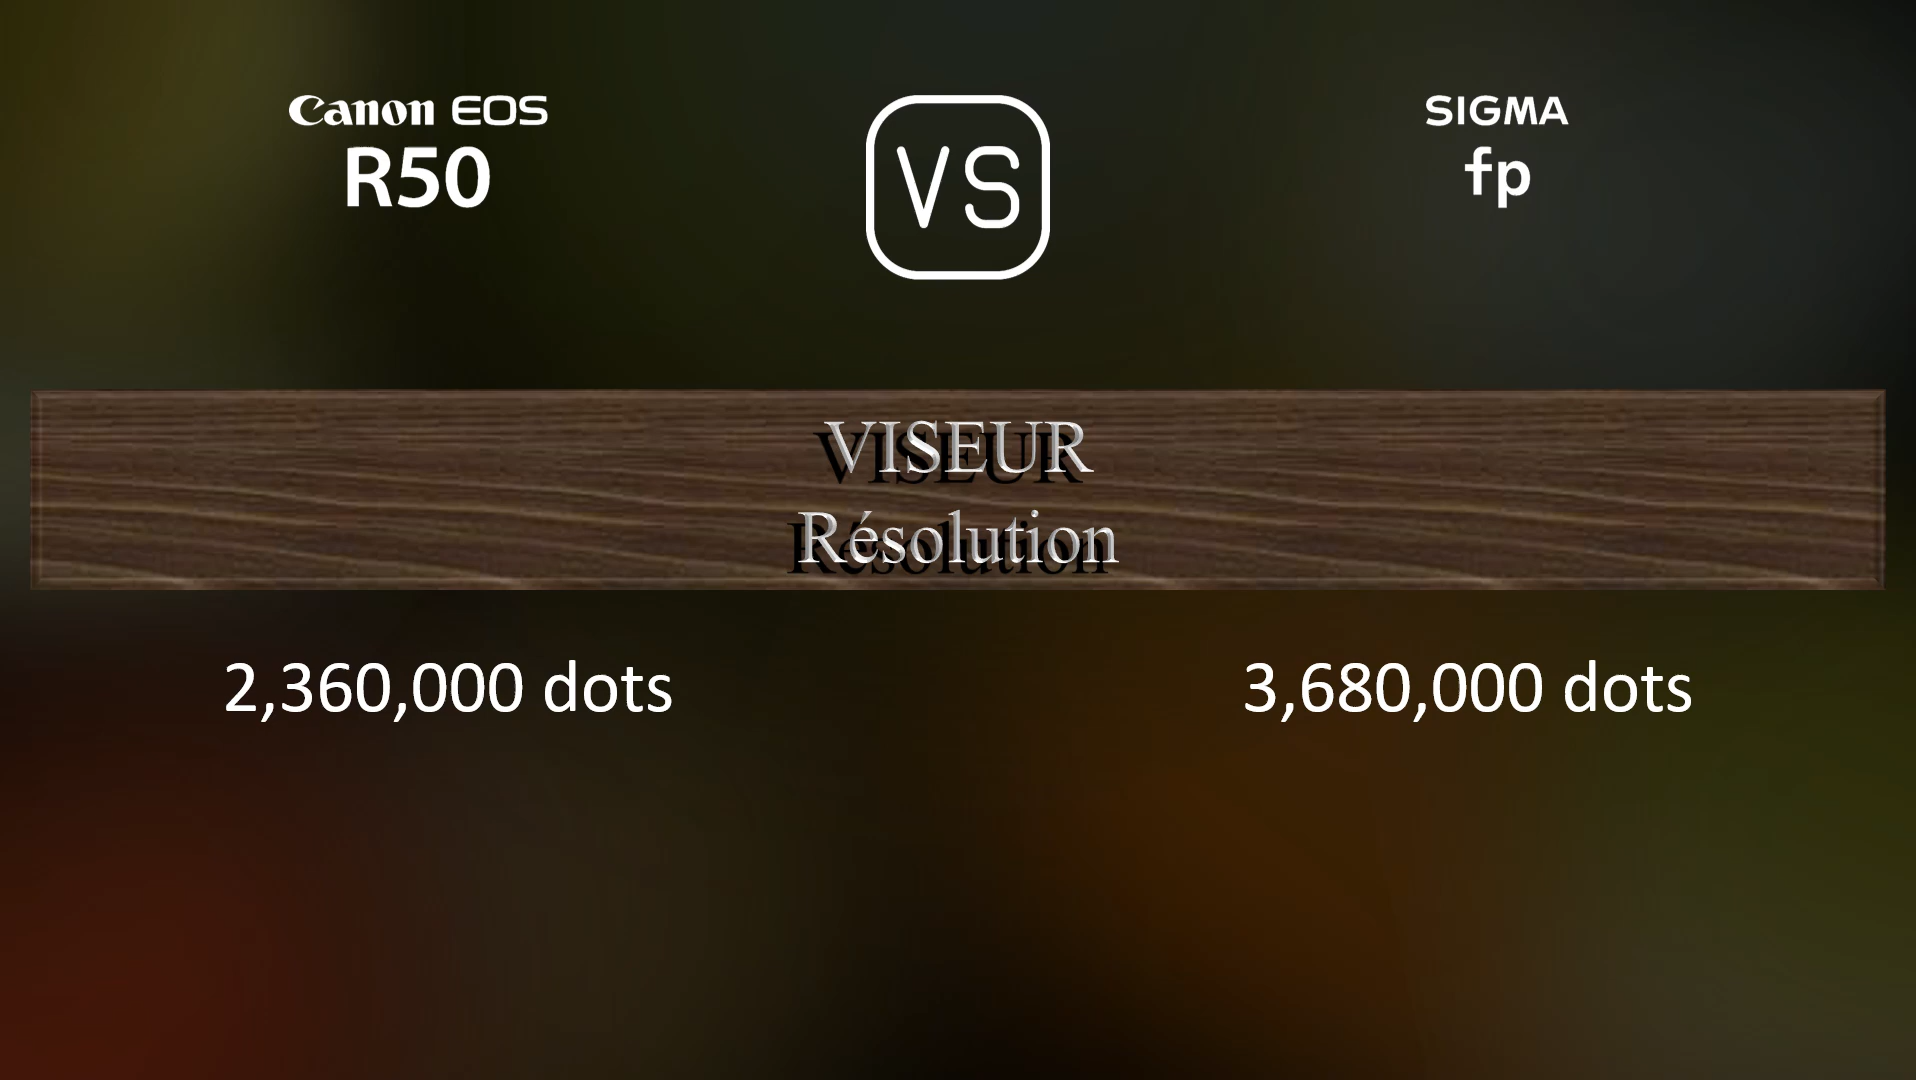 Canon EOS
R50
VS
SIGMA
fp
VISEUR
Résolution
2,360,000 dots
3,680,000 dots